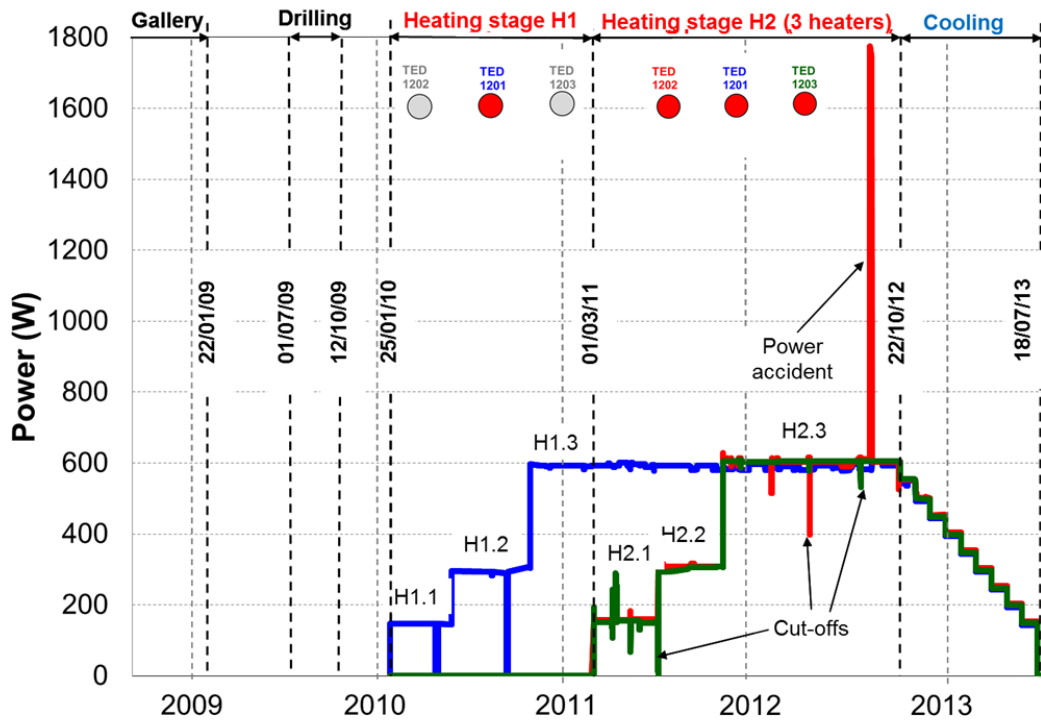 Gallery
Drilling
Heating stage H1
Heating stage H2 (3 heaters)
Cooling
1800
TED
1202
TED
1201
TED
1203
TED
1202
TED
1201
TED
1203
1600
1400
1200
1000
800
600
400
200
0
Power (W)
22/01/09
01/07/09
12/10/09
25/01/10
01/03/11
22/10/12
18/07/13
Power
accident
H1.3
H2.3
H1.2
H2.2
H2.1
H1.1
Cut-offs
2009
2010
2011
2012
2013